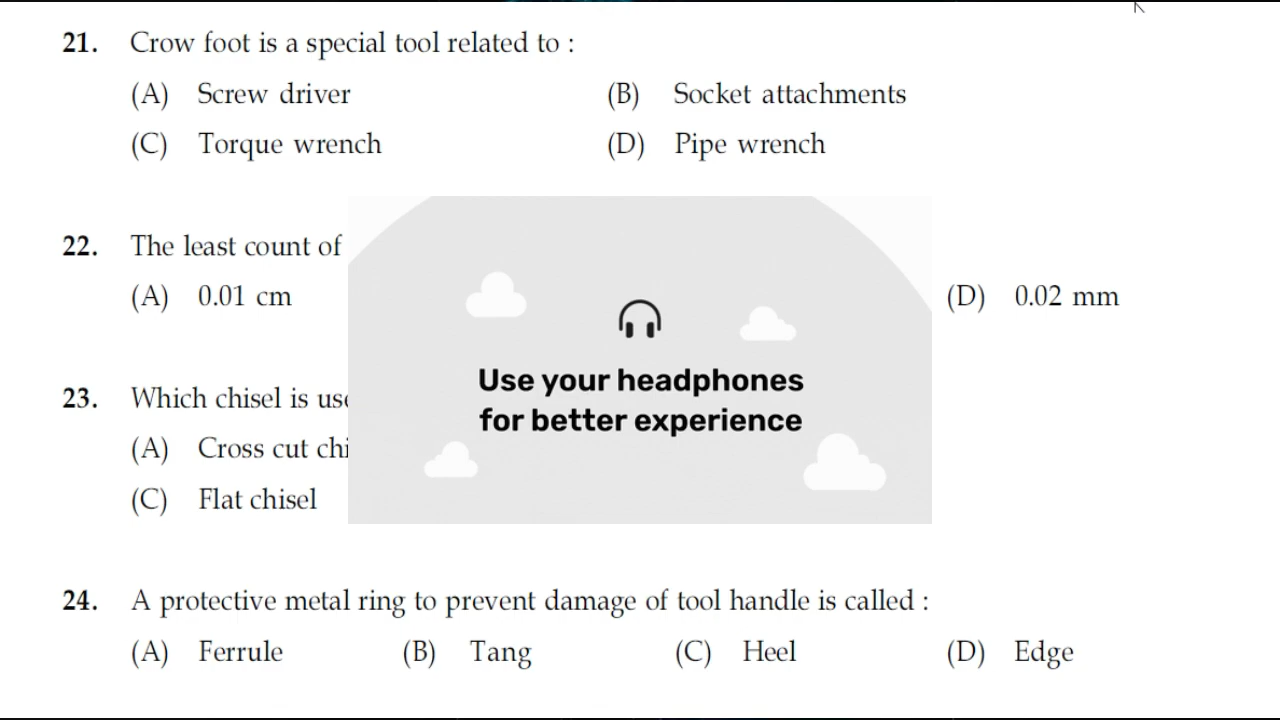 21. Crow foot is a special tool related to :
(A) Screw driver (B) Socket attachments
(C) Torque wrench (D) Pipe wrench
22. The least count of
(A) 0.01 cm (D) 0.02 mm
23. Which chisel is
(A) Cross cut
(C) Flat chisel
Use your headphones
for better experience
24. A protective metal ring to prevent damage of tool handle is called :
(A) Ferrule (B) Tang (C) Heel (D) Edge